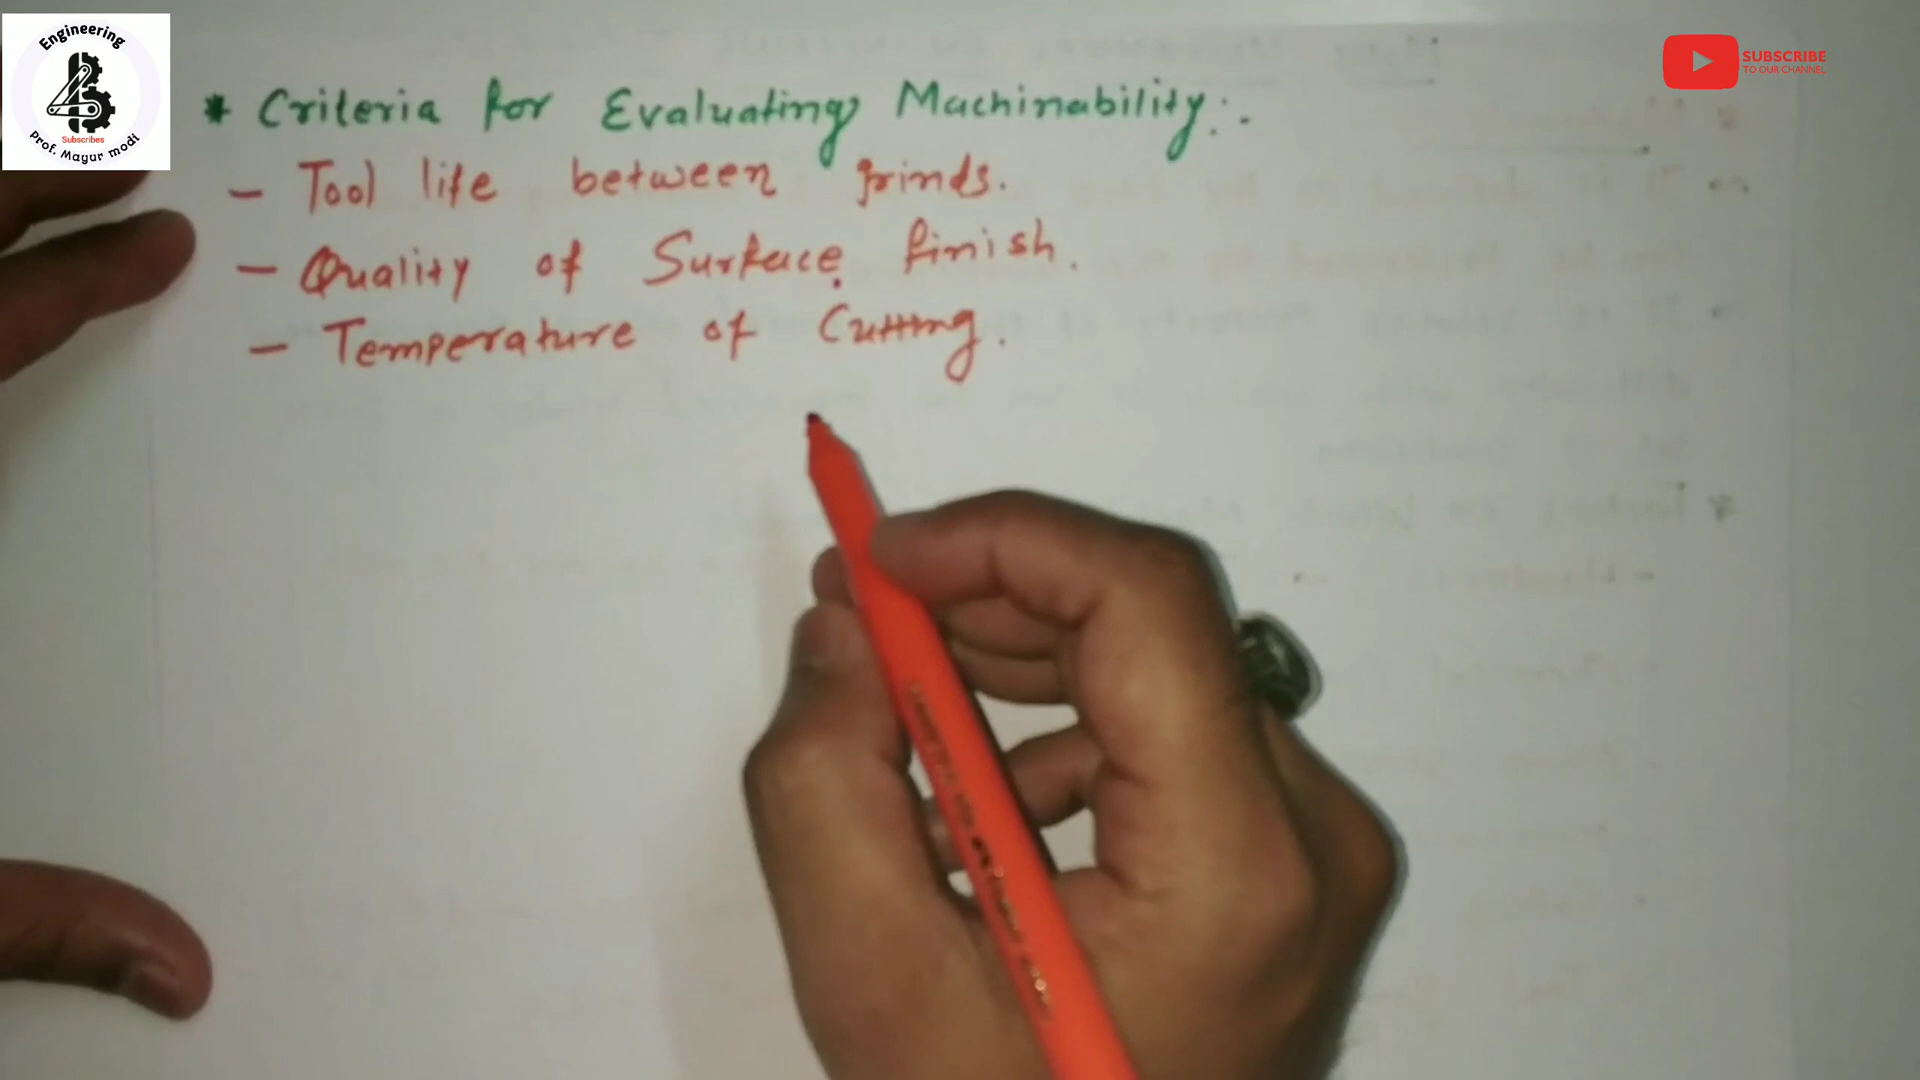 Engineering
Subscribes
Prof. Mayur modi
SUBSCRIBE
TO OUR CHANNEL
* Criteria for Evaluating Machinability:-
- Tool life between grinds.
- Quality of Surface finish.
- Temperature of Cutting.